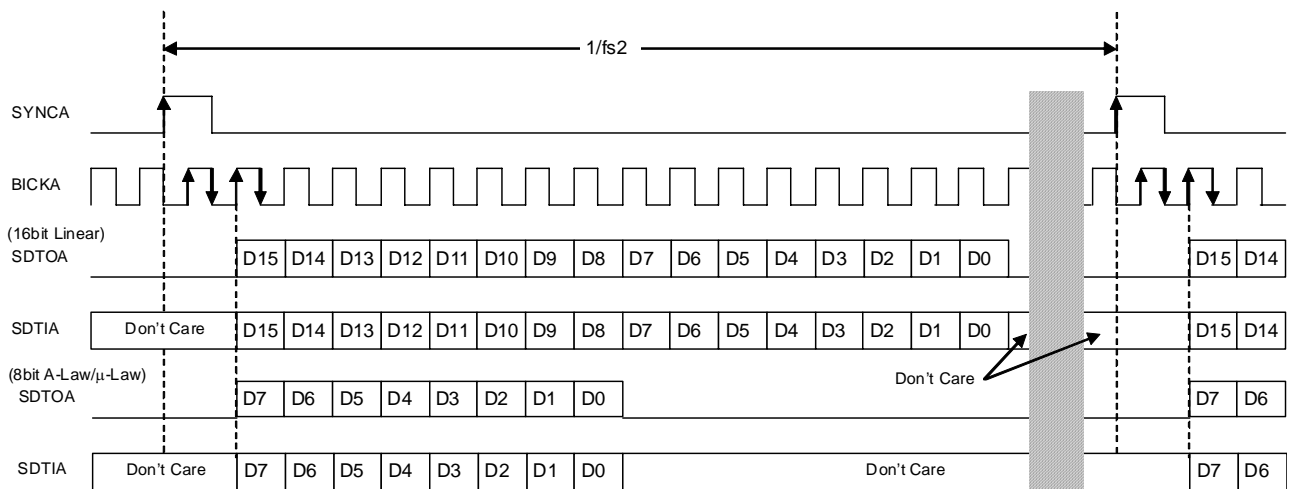 1/fs2
SYNCA
BICKA
(16bit Linear)
SDTOA D15 D14 D13 D12 D11 D10 D9 D8 D7 D6 D5 D4 D3 D2 D1 D0 D15 D14
SDTIA Don't Care D15 D14 D13 D12 D11 D10 D9 D8 D7 D6 D5 D4 D3 D2 D1 D0 D15 D14
Don't Care
(8bit A-Law/μ-Law)
SDTOA D7 D6 D5 D4 D3 D2 D1 D0 D7 D6
SDTIA Don't Care D7 D6 D5 D4 D3 D2 D1 D0 Don't Care D7 D6